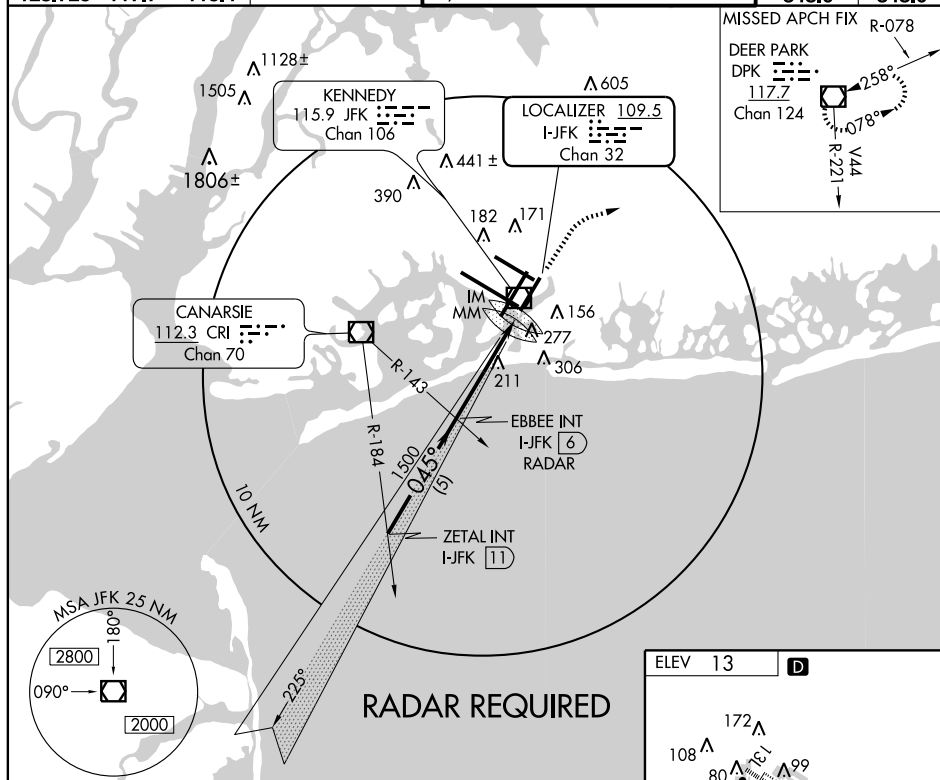 MISSED APCH FIX
R-078
DEER PARK
DPK
117.7
Chan 124
258°
078°
V44
R-221
1128±
1505
1806±
605
KENNEDY
115.9 JFK
Chan 106
LOCALIZER 109.5
I-JFK
Chan 32
441 ±
390
182
171
IM
MM
156
277
306
211
CANARSIE
112.3 CRI
Chan 70
R-143
R-184
EBBEE INT
I-JFK 6
RADAR
1500
045°
(5)
10 NM
ZETAL INT
I-JFK 11
225°
MSA JFK 25 NM
180°
2800
090°
2000
RADAR REQUIRED
ELEV 13
D
172
108
80
13L
99